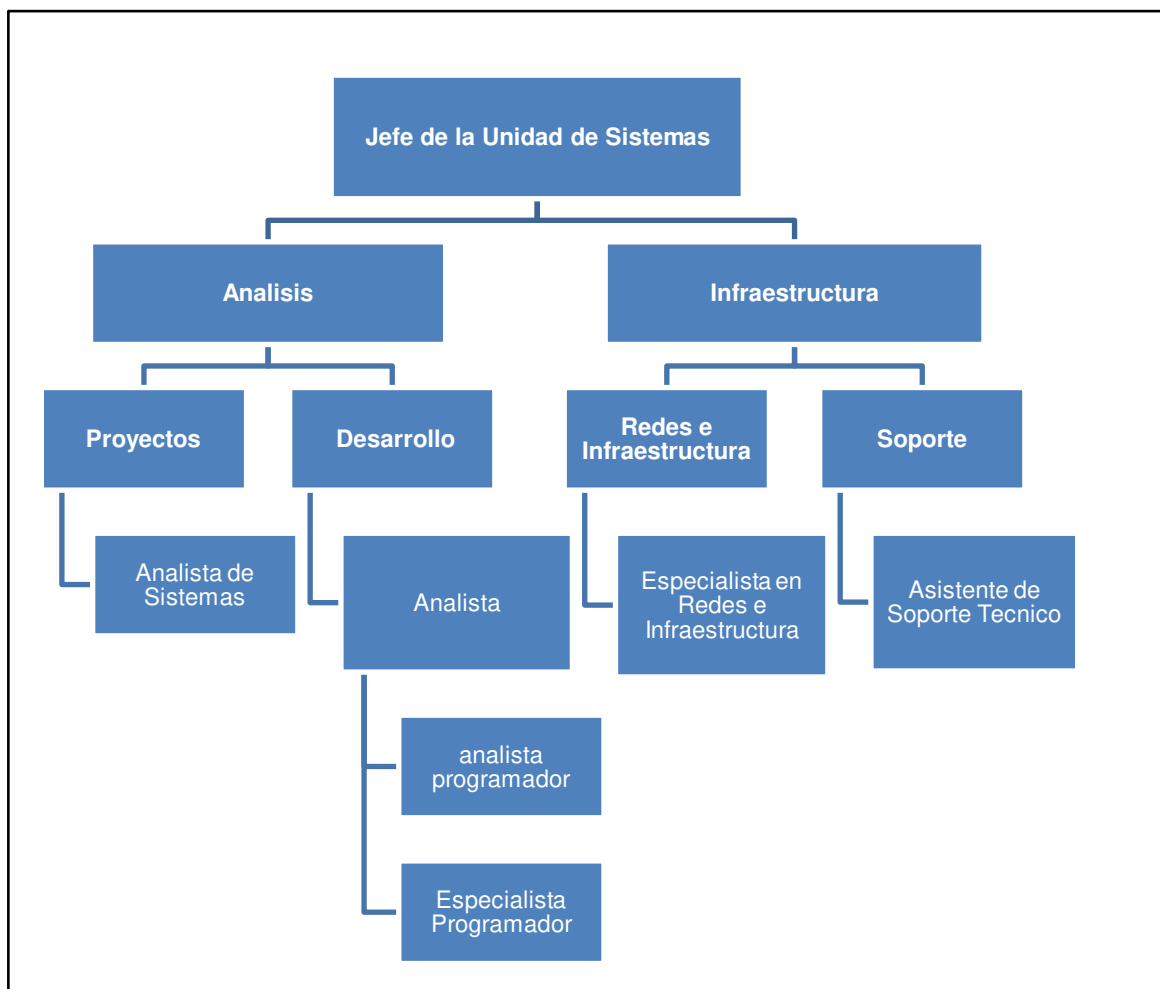 Jefe de la Unidad de Sistemas
Analisis
Infraestructura
Proyectos
Desarrollo
Redes e
Infraestructura
Soporte
Analista de
Sistemas
Analista
Especialista en
Redes e
Infraestructura
Asistente de
Soporte Tecnico
analista
programador
Especialista
Programador